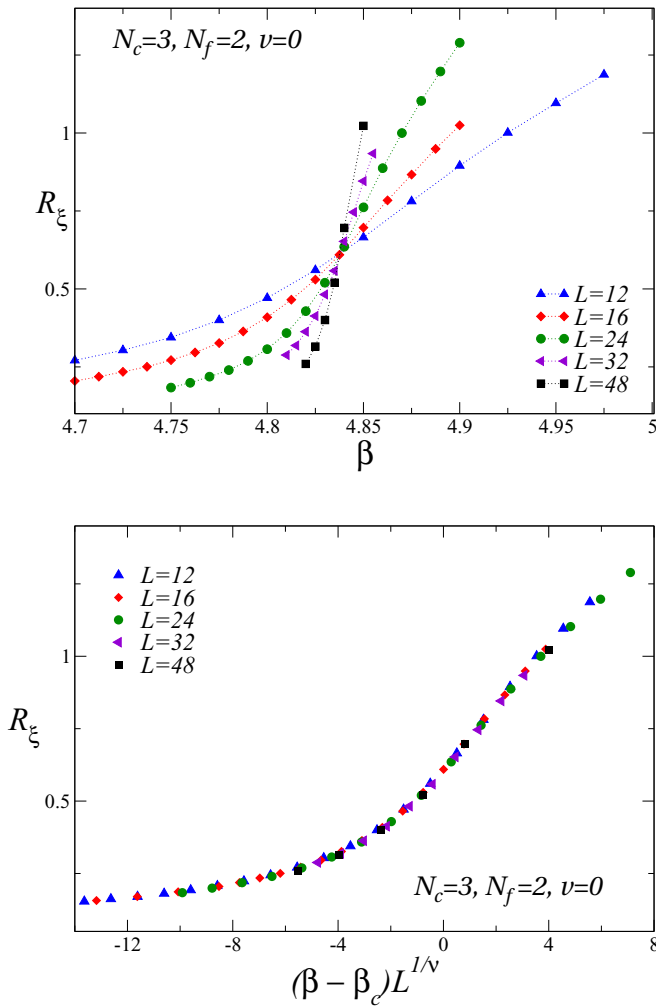 N_c=3, N_f=2, v=0
1
R_ξ
0.5
L=12
L=16
L=24
L=32
L=48
4.7 4.75 4.8 4.85 4.9 4.95 5
β
L=12
L=16
L=24
L=32
L=48
1
R_ξ
0.5
N_c=3, N_f=2, v=0
-12 -8 -4 0 4 8
(β − β_c)L^{1/ν}